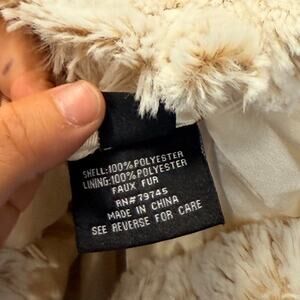 SHELL:100%POLYESTER
LINING:100%POLYESTER
FAUX FUR
RN#79745
MADE IN CHINA
SEE REVERSE FOR CARE